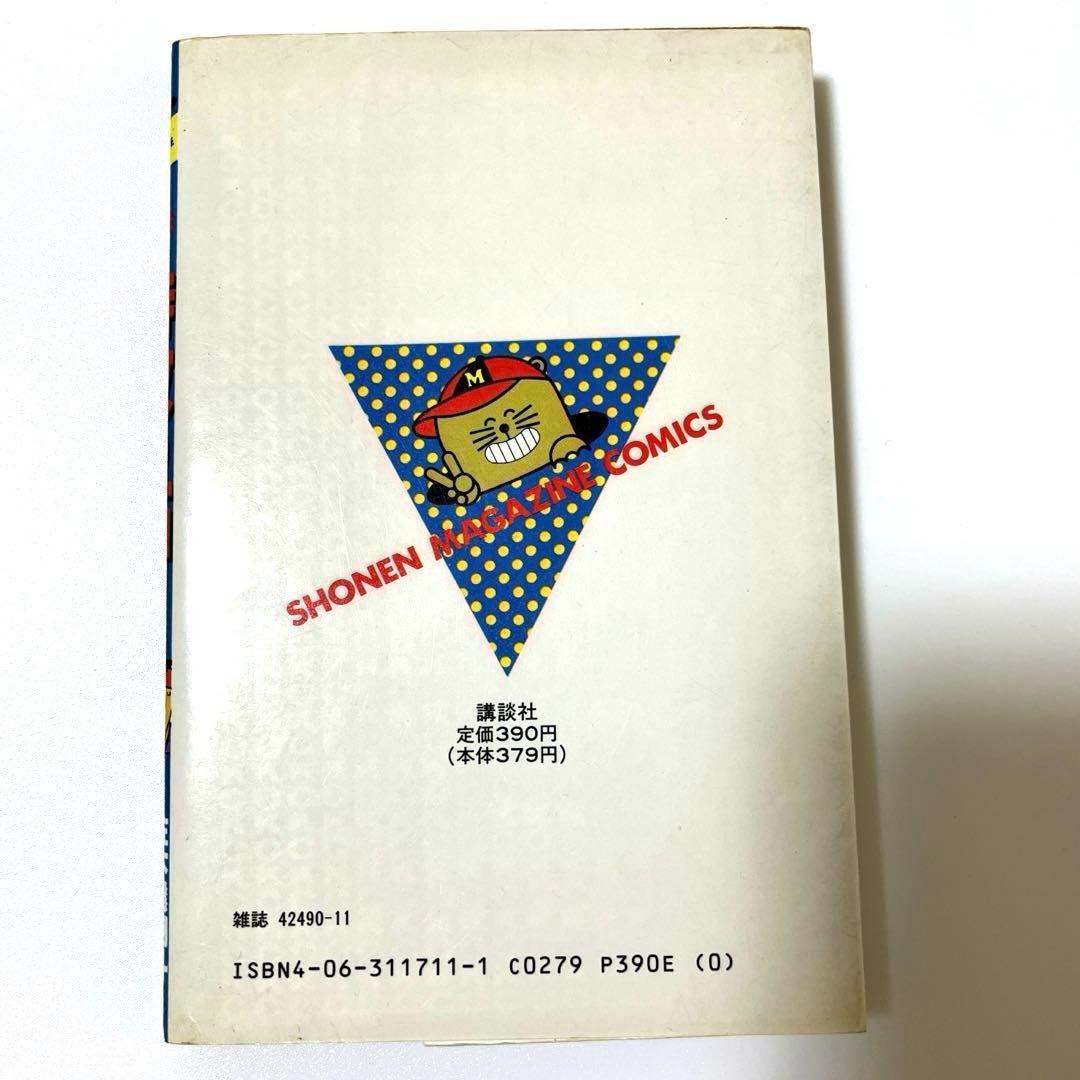 M
SHONEN MAGAZINE COMICS
講談社
定価390円
(本体379円)
雑誌 42490-11
ISBN4-06-311711-1 C0279 P390E (0)